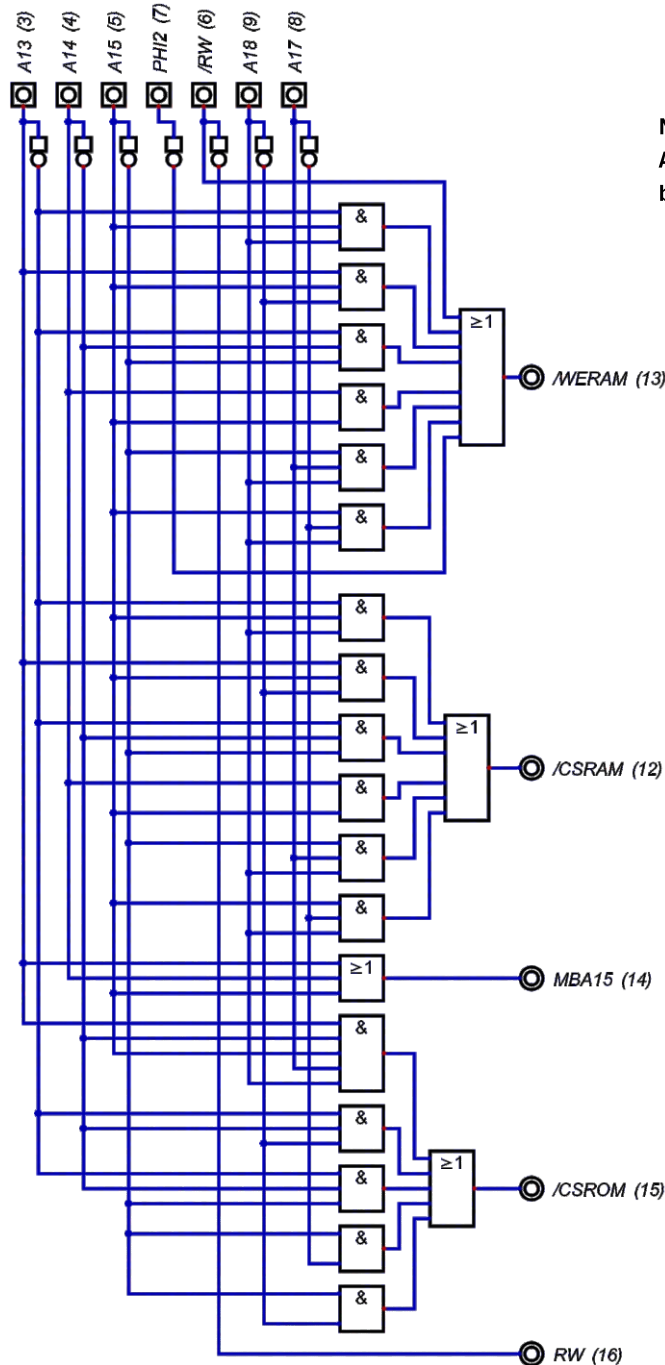 A13 (3)
A14 (4)
A15 (5)
PHI2 (7)
/RW (6)
A18 (9)
A17 (8)
N
A
b
&
&
&
&
&
&
≥1
/WERAM (13)
&
&
&
&
&
&
≥1
/CSRAM (12)
≥1
MBA15 (14)
&
&
&
&
&
≥1
/CSROM (15)
RW (16)